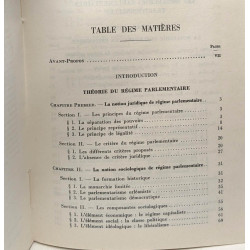 TABLE DES MATIÈRES
Pages
AVANT-PROPOS VII
INTRODUCTION
THÉORIE DU RÉGIME PARLEMENTAIRE
CHAPITRE PREMIER. — La notion juridique de régime parlementaire 3
Section I. — Les principes du régime parlementaire
§ 1. La séparation des pouvoirs
§ 2. Le principe représentatif
§ 3. Le principe de légalité
Section II. — Le critère du régime parlementaire
§ 1. Les différents critères proposés
§ 2. L'absence de critère juridique
CHAPITRE II. — La notion sociologique de régime parlementaire
Section I. — La formation historique
§ 1. La monarchie limitée
§ 2. Le parlementarisme orléaniste
§ 3. Le parlementarisme démocratique
Section II. — Les composantes sociologiques
§ 1. L'élément économique : le régime capitaliste
§ 2. L'élément social : la
§ 3. L'élément idéologique : le libéralisme